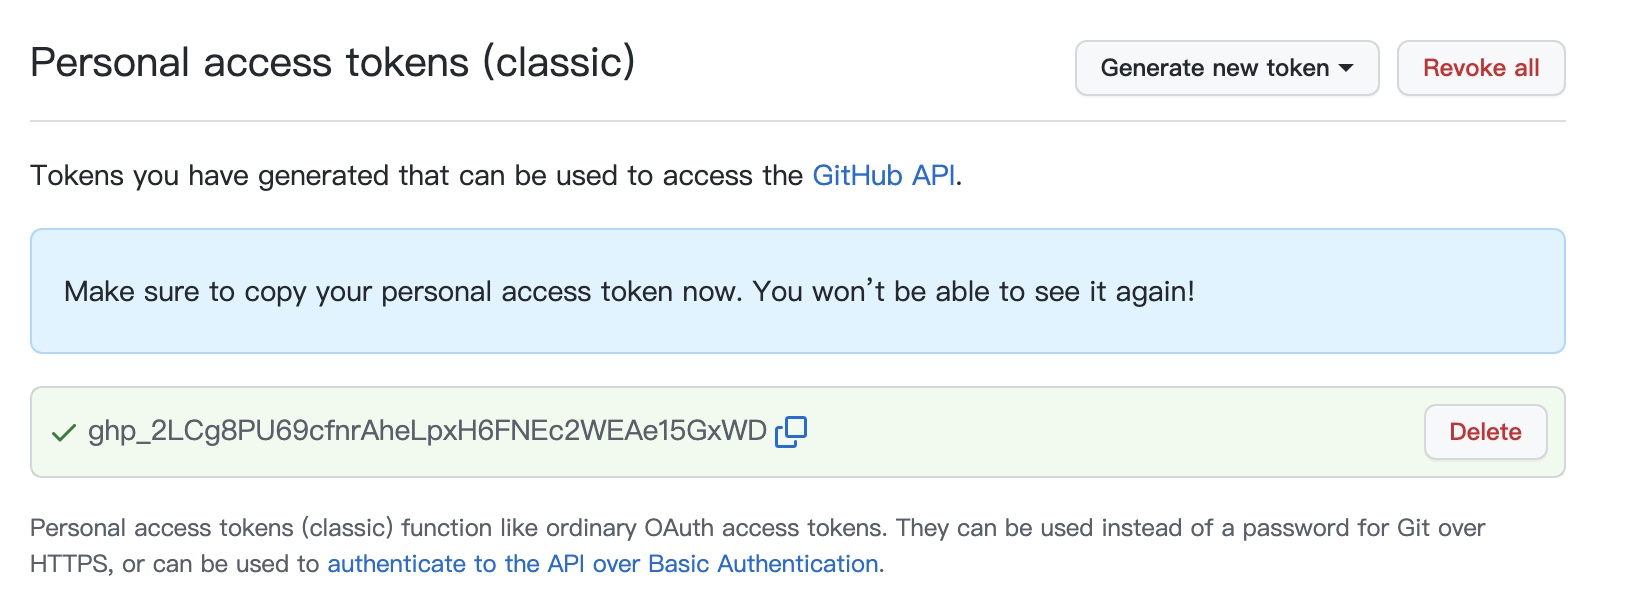 Personal access tokens (classic)
Generate new token
Revoke all
Tokens you have generated that can be used to access the GitHub API.
Make sure to copy your personal access token now. You won't be able to see it again!
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
Delete
Personal access tokens (classic) function like ordinary OAuth access tokens. They can be used instead of a password for Git over
HTTPS, or can be used to authenticate to the API over Basic Authentication.